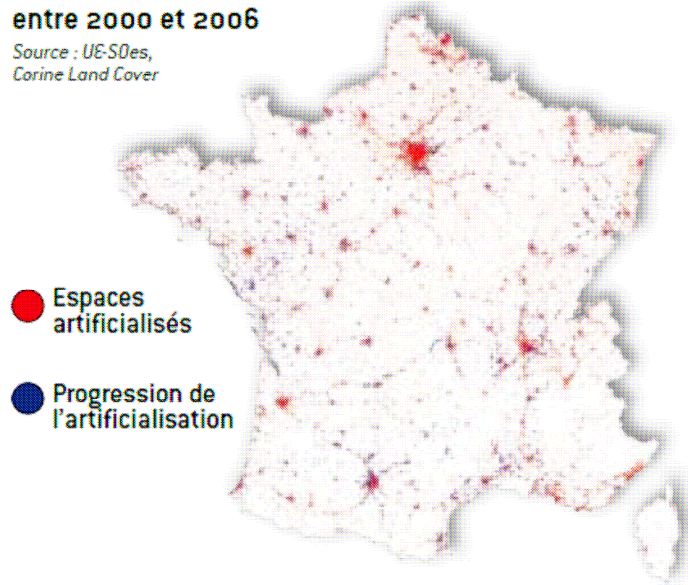 entre 2000 et 2006
Source : UE-SOes,
Corine Land Cover
Espaces
artificialisés
Progression de
l'artificialisation